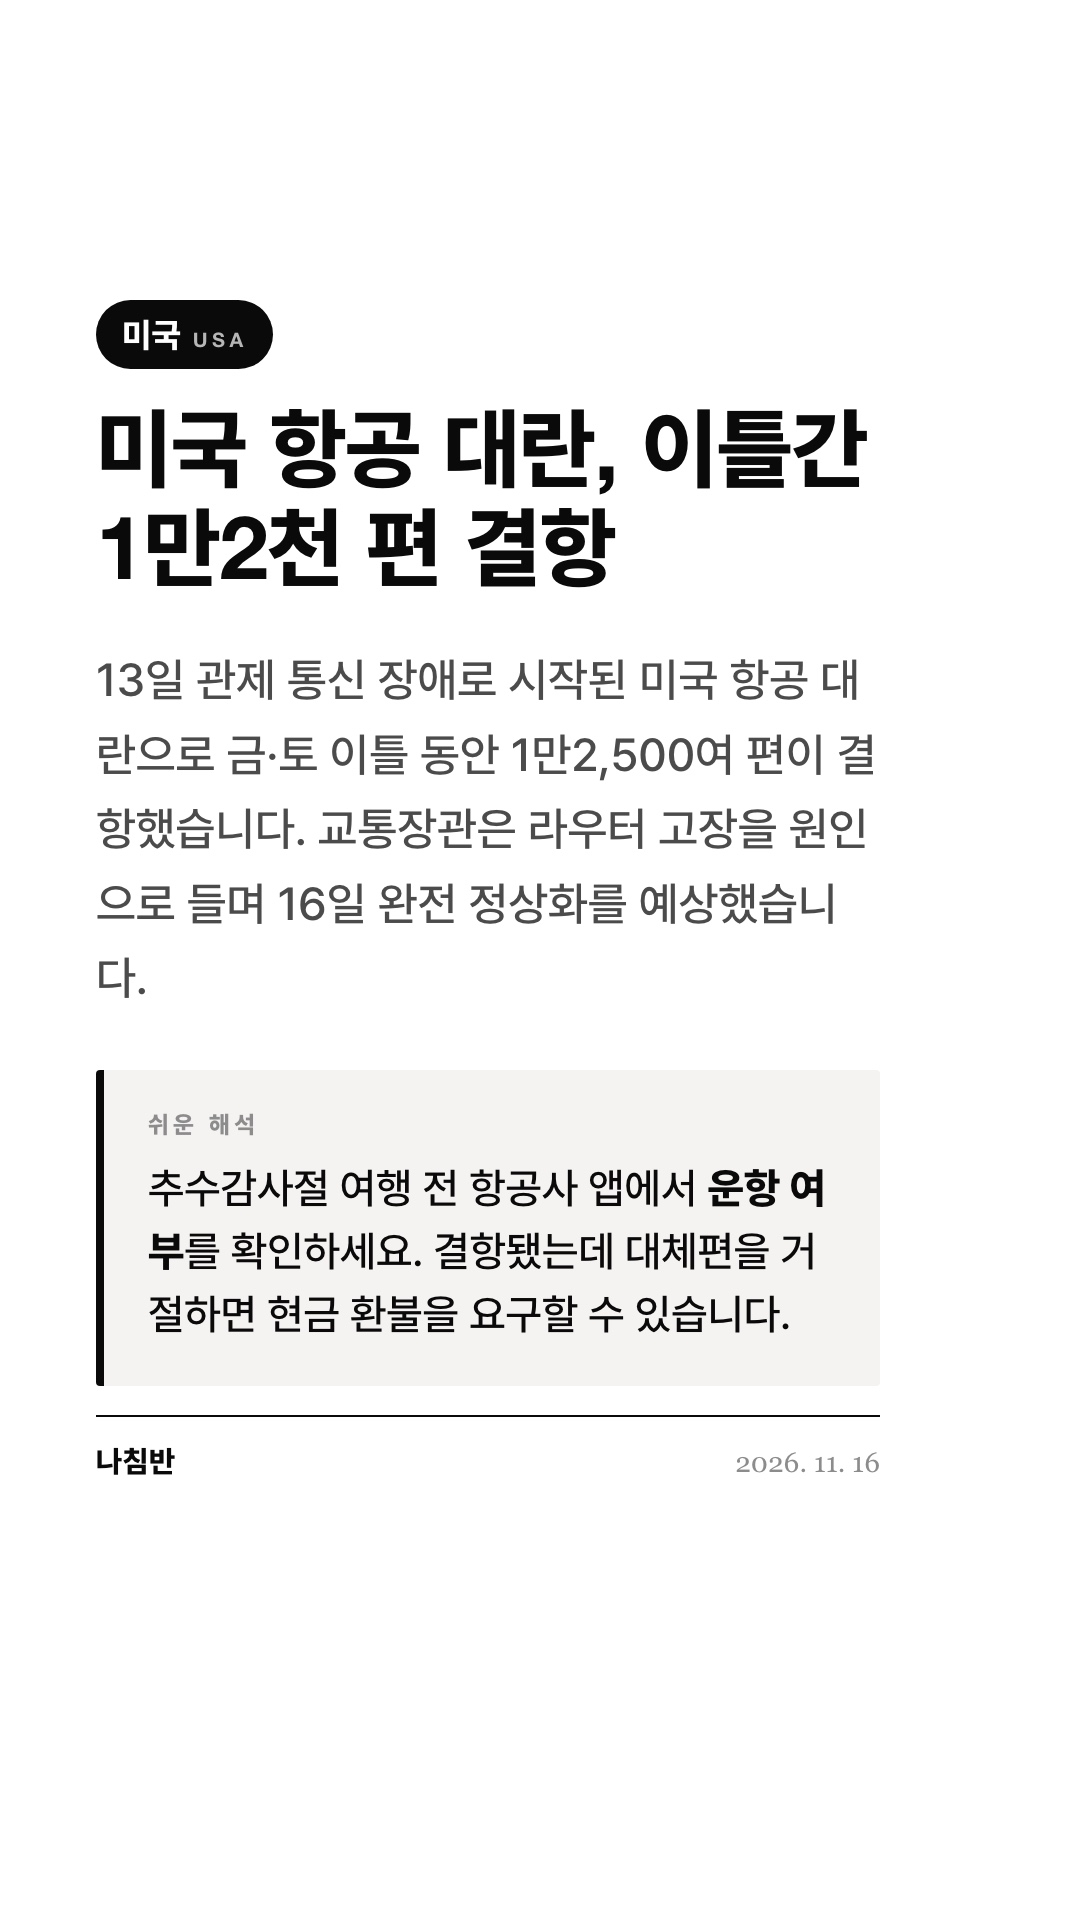 미국 USA
미국 항공 대란, 이틀간
1만2천 편 결항
13일 관제 통신 장애로 시작된 미국 항공 대
란으로 금·토 이틀 동안 1만2,500여 편이 결
항했습니다. 교통장관은 라우터 고장을 원인
으로 들며 16일 완전 정상화를 예상했습니
다.
쉬운 해석
추수감사절 여행 전 항공사 앱에서 운항 여
부를 확인하세요. 결항됐는데 대체편을 거
절하면 현금 환불을 요구할 수 있습니다.
나침반
2026. 11. 16